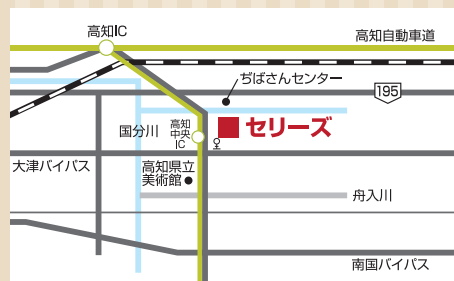 高知IC
高知自動車道
ぢばさんセンター
195
国分川
高知
中央
IC
セリーズ
大津バイパス
高知県立
美術館
舟入川
南国バイパス